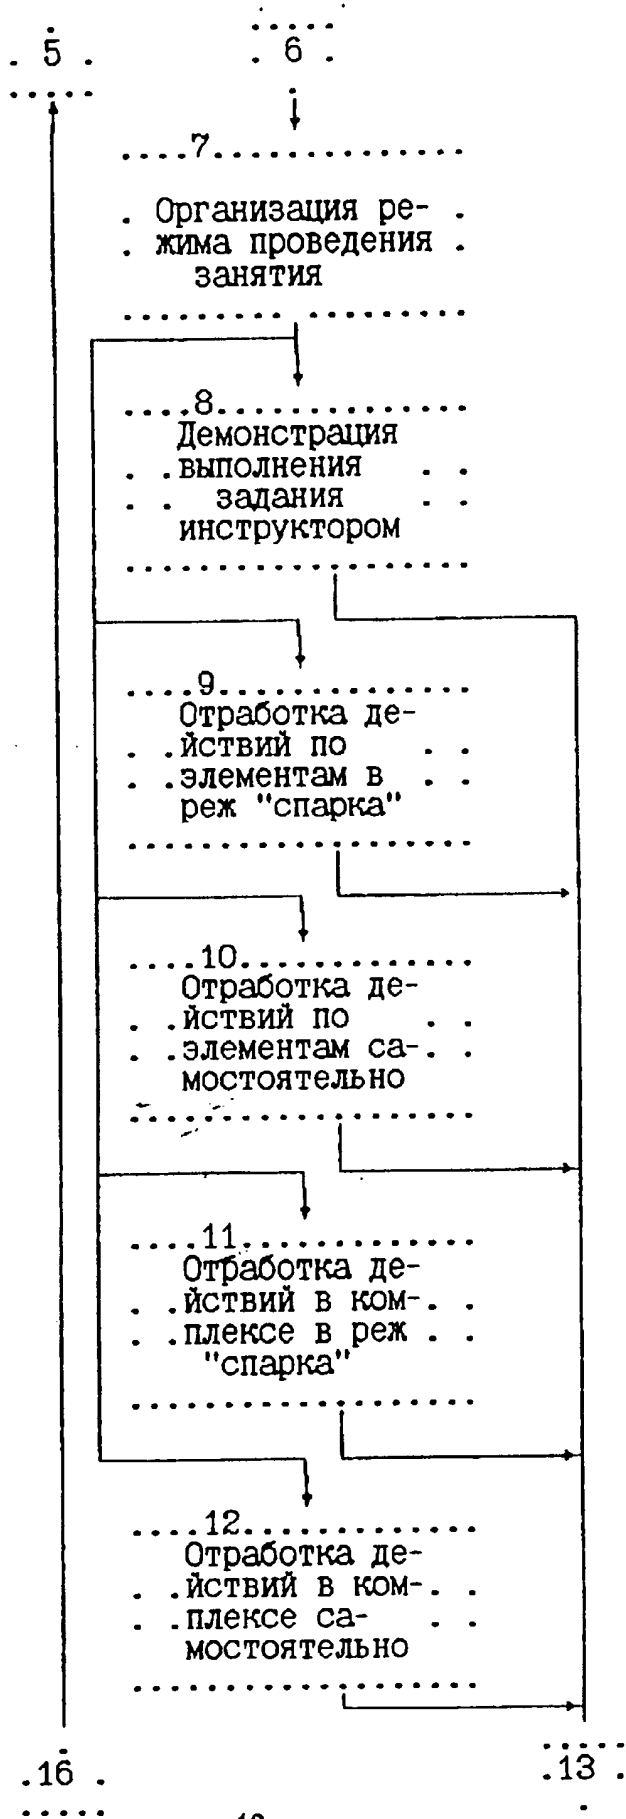 5
6
7
Организация ре-
жима проведения
занятия
8
Демонстрация
выполнения
задания
инструктором
9
Отработка де-
йствий по
элементам в
реж "спарка"
10
Отработка де-
йствий по
элементам са-
мостоятельно
11
Отработка де-
йствий в ком-
плексе в реж
"спарка"
12
Отработка де-
йствий в ком-
плексе са-
мостоятельно
16
13